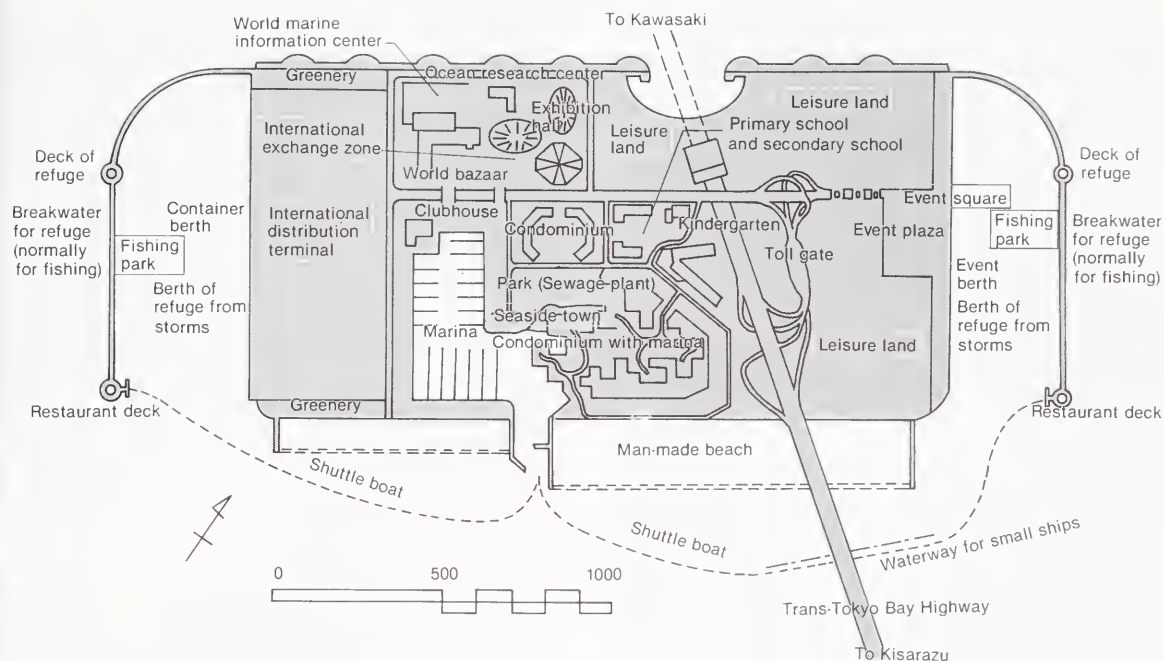 To Kawasaki
World marine
information center
Greenery
Ocean research center
Exhibition
hall
Leisure land
International
exchange zone
Leisure
land
Primary school
and secondary school
Deck of
refuge
World bazaar
Deck of
refuge
Container
berth
Clubhouse
Event square
Breakwater
for refuge
(normally
for fishing)
Fishing
park
International
distribution
terminal
Condominium
Kindergarten
Event plaza
Fishing
park
Breakwater
for refuge
(normally
for fishing)
Toll gate
Event
berth
Berth of
refuge from
storms
Park (Sewage-plant)
Seaside town
Marina
Condominium with marina
Berth of
refuge from
storms
Leisure land
Restaurant deck
Greenery
Restaurant deck
Man-made beach
Shuttle boat
Shuttle boat
Waterway for small ships
0 500 1000
Trans-Tokyo Bay Highway
To Kisarazu